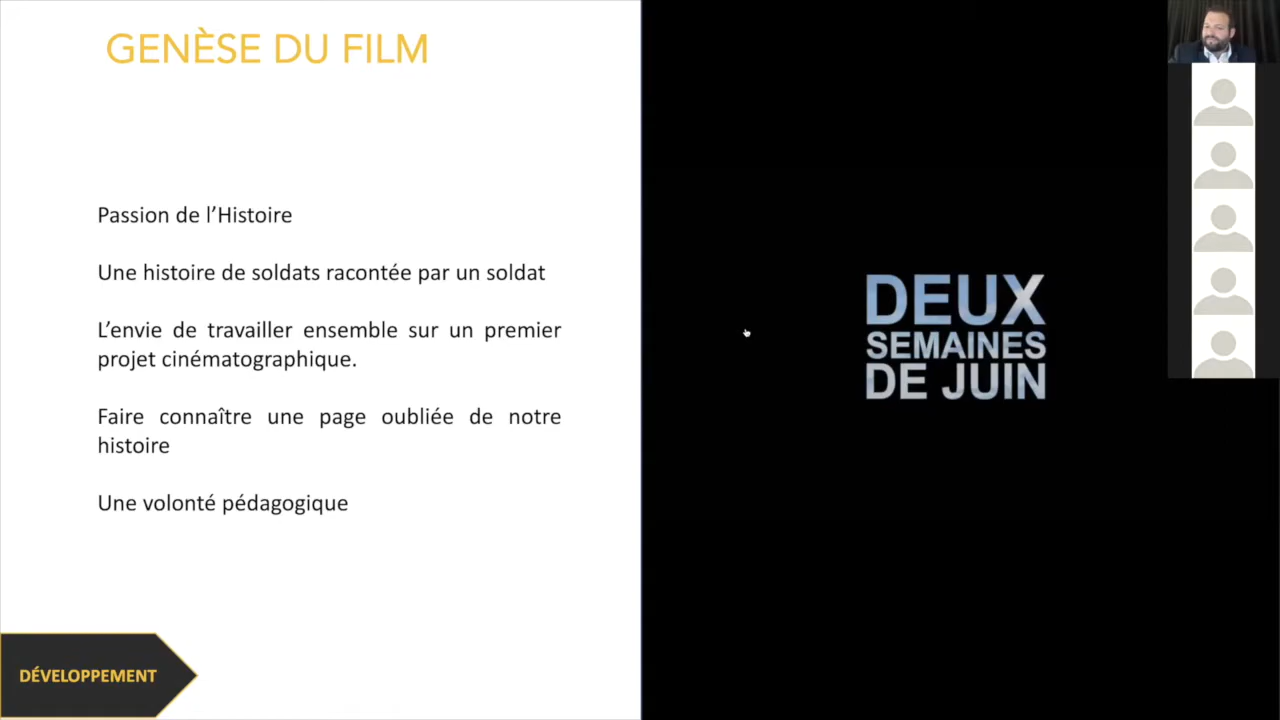 GENÈSE DU FILM
Passion de l’Histoire
Une histoire de soldats racontée par un soldat
L’envie de travailler ensemble sur un premier
projet cinématographique.
Faire connaître une page oubliée de notre
histoire
Une volonté pédagogique
DÉVELOPPEMENT
DEUX
SEMAINES
DE JUIN